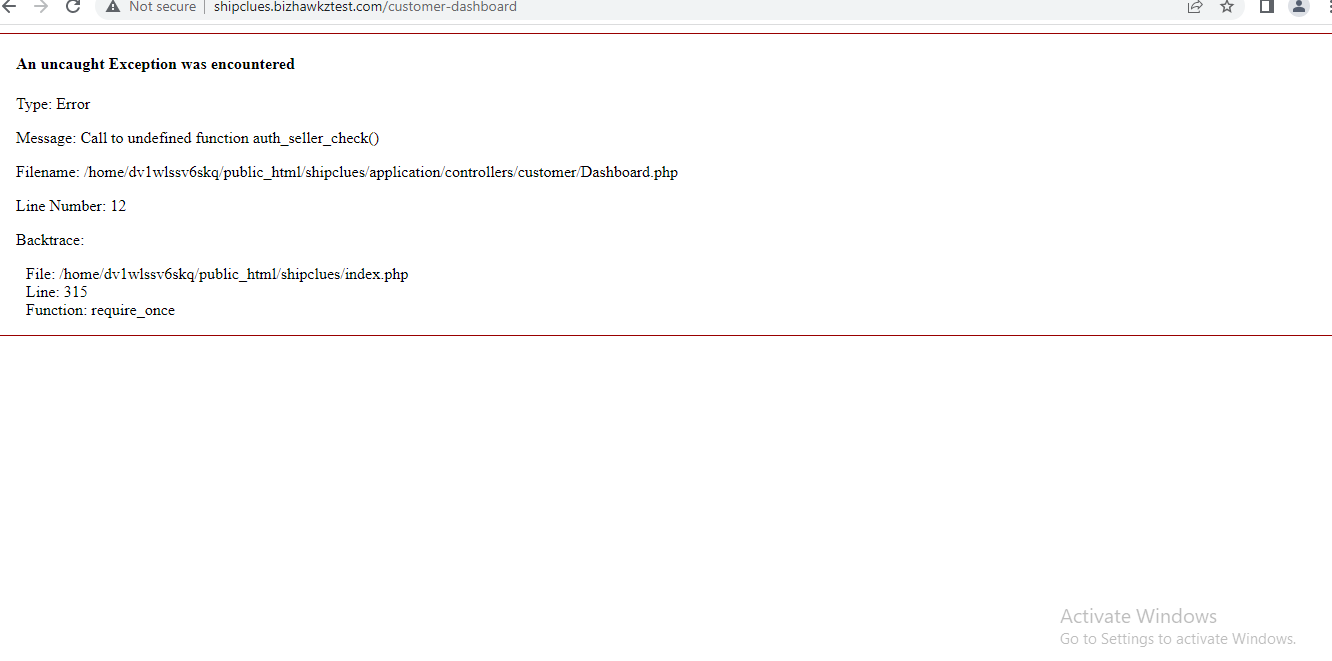 Not secure shipclues.bizhawkztest.com/customer-dashboard
An uncaught Exception was encountered
Type: Error
Message: Call to undefined function auth_seller_check()
Filename: /home/dv1wlssv6skq/public_html/shipclues/application/controllers/customer/Dashboard.php
Line Number: 12
Backtrace:
File: /home/dv1wlssv6skq/public_html/shipclues/index.php
Line: 315
Function: require_once
Activate Windows
Go to Settings to activate Windows.